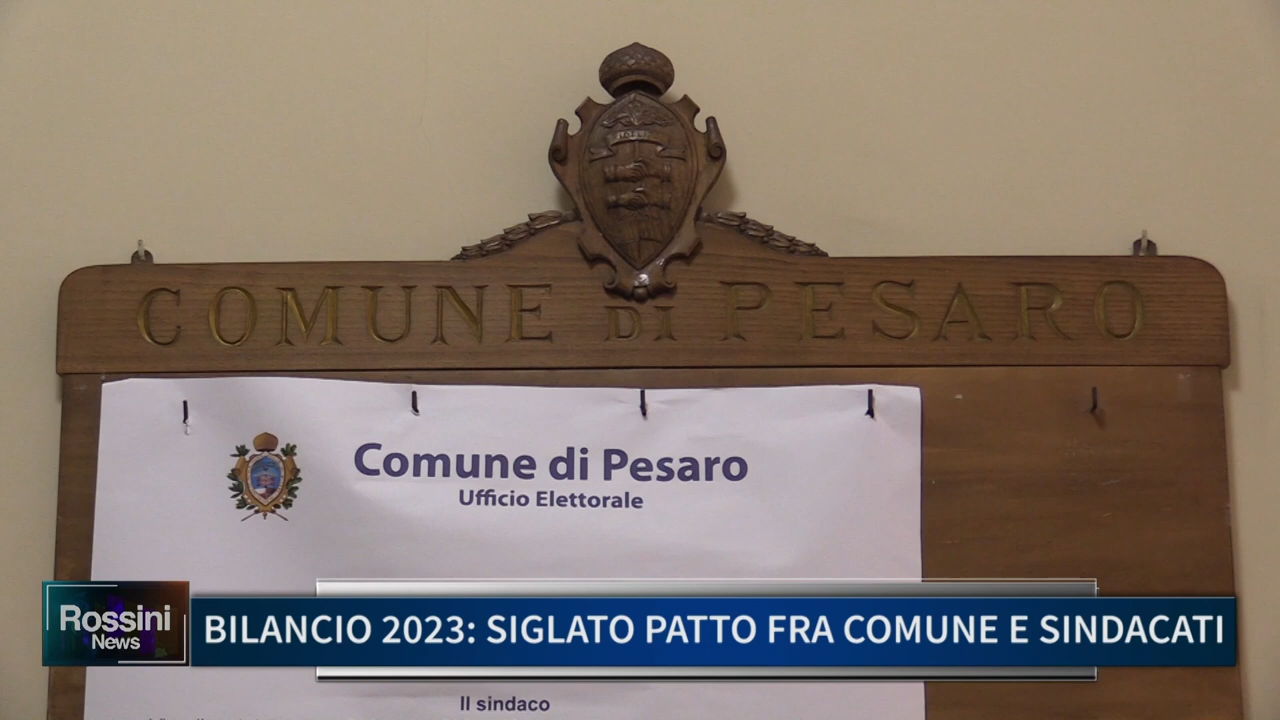 COMUNE DI PESARO
Comune di Pesaro
Ufficio Elettorale
Rossini
News
BILANCIO 2023: SIGLATO PATTO FRA COMUNE E SINDACATI
Il sindaco